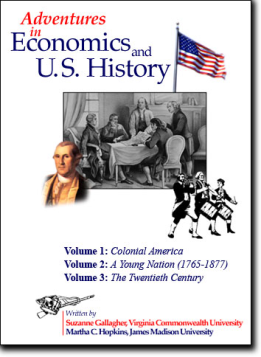 Adventures
in
Economics and
U.S. History
Volume 1: Colonial America
Volume 2: A Young Nation (1765-1877)
Volume 3: The Twentieth Century
Written by
Suzanne Gallagher, Virginia Commonwealth University
Martha C. Hopkins, James Madison University